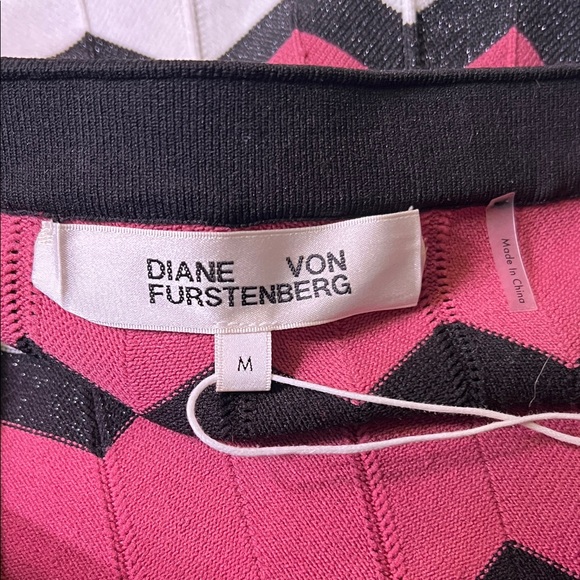 DIANE VON
FURSTENBERG
M
Made In China